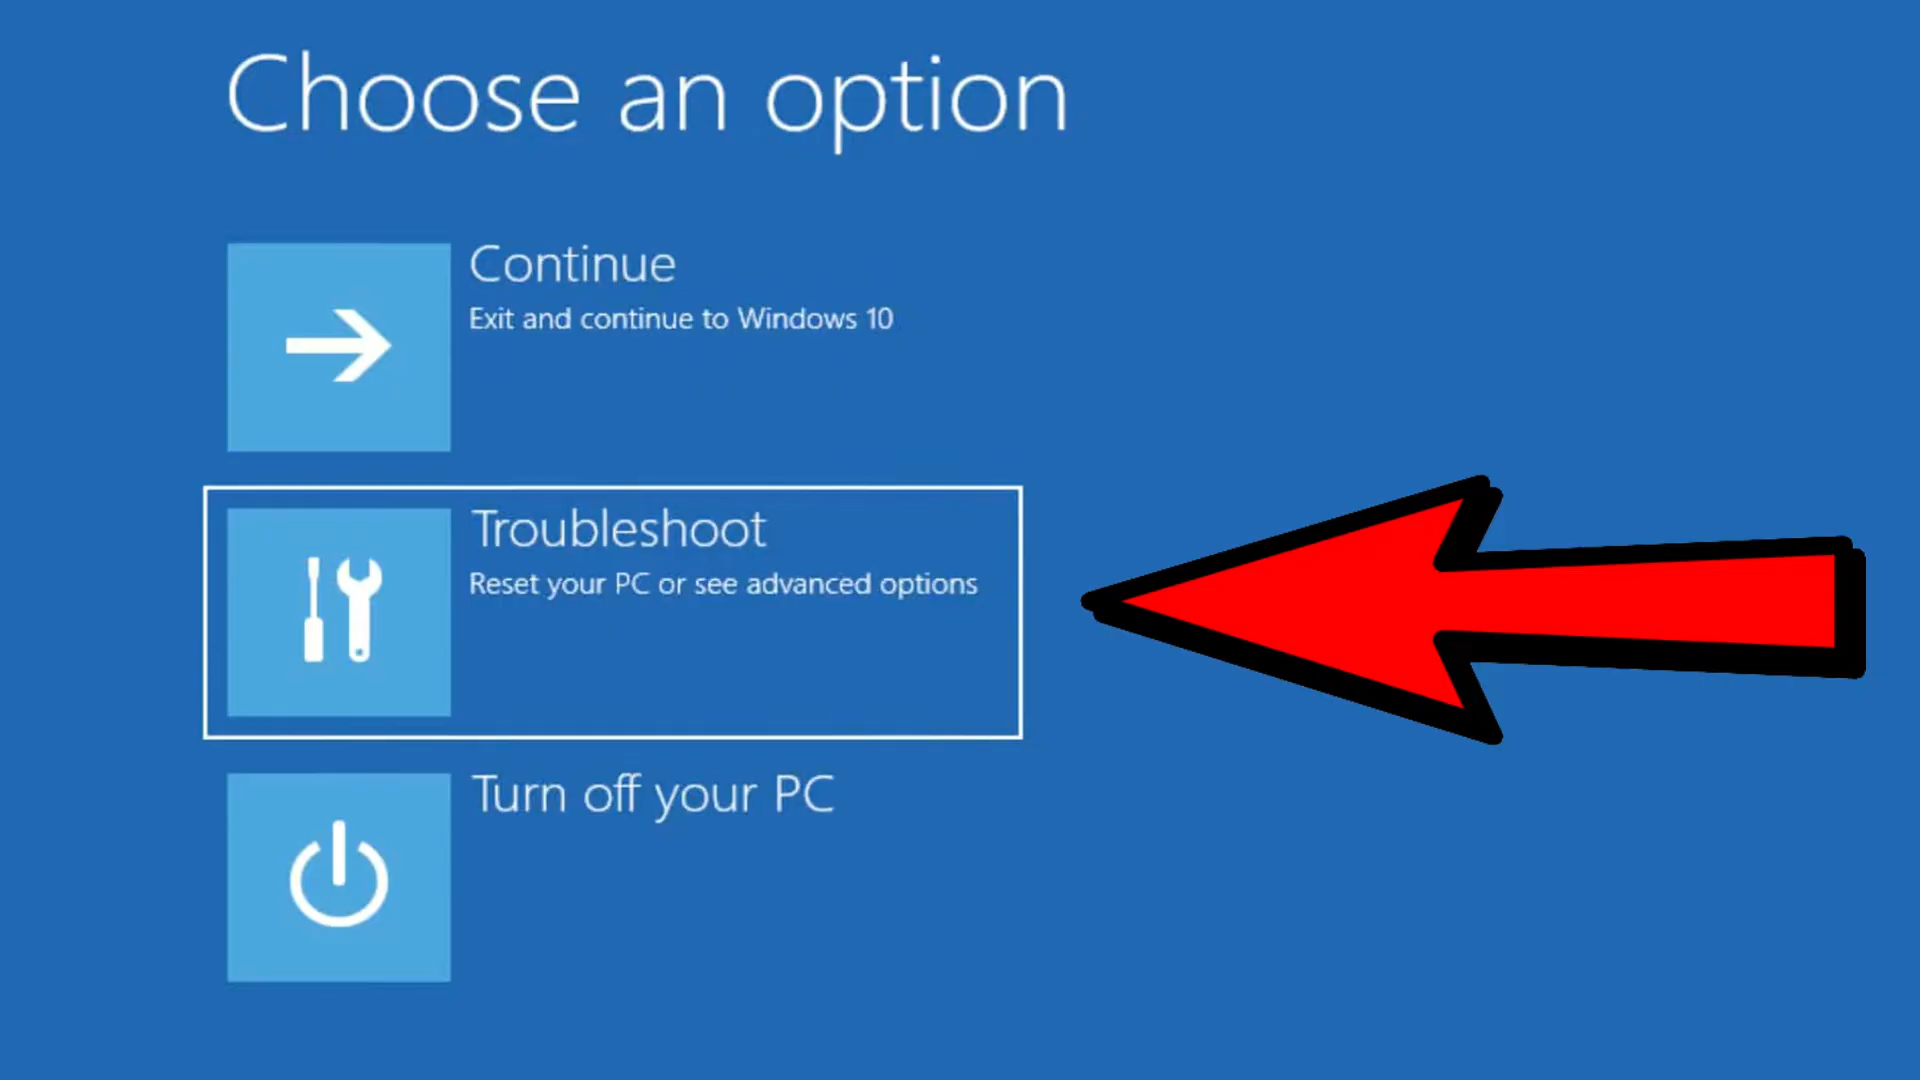 Choose an option
Continue
Exit and continue to Windows 10
Troubleshoot
Reset your PC or see advanced options
Turn off your PC